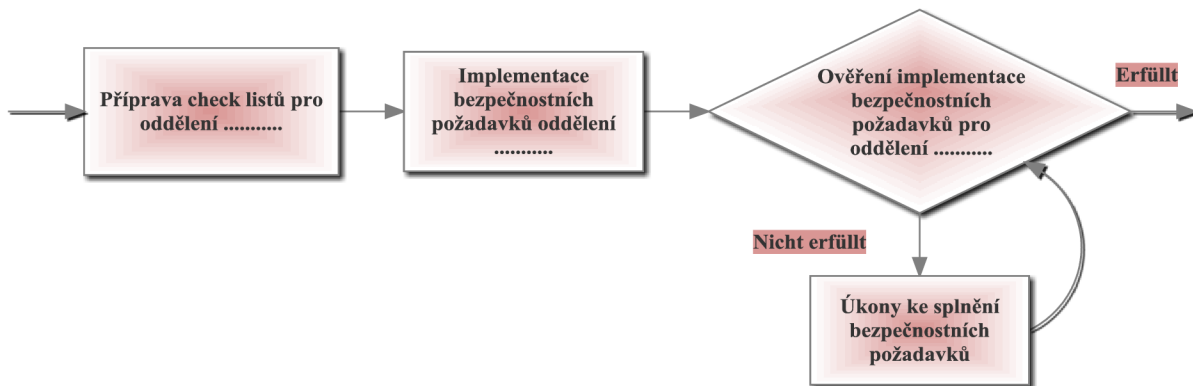 Příprava check listů pro
oddělení ...........
Implementace
bezpečnostních
požadavků oddělení
...........
Ověření implementace
bezpečnostních
požadavků pro
oddělení ...........
Erfüllt
Nicht erfüllt
Úkony ke splnění
bezpečnostních
požadavků